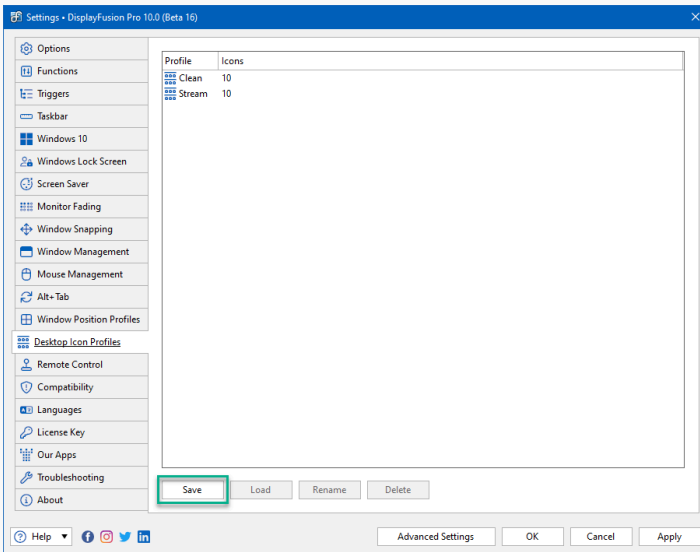 Settings • DisplayFusion Pro 10.0 (Beta 16)
Options
Functions
Triggers
Taskbar
Windows 10
Windows Lock Screen
Screen Saver
Monitor Fading
Window Snapping
Window Management
Mouse Management
Alt+Tab
Window Position Profiles
Desktop Icon Profiles
Remote Control
Compatibility
Languages
License Key
Our Apps
Troubleshooting
About
Profile Icons
Clean 10
Stream 10
Save Load Rename Delete
Help Advanced Settings OK Cancel Apply